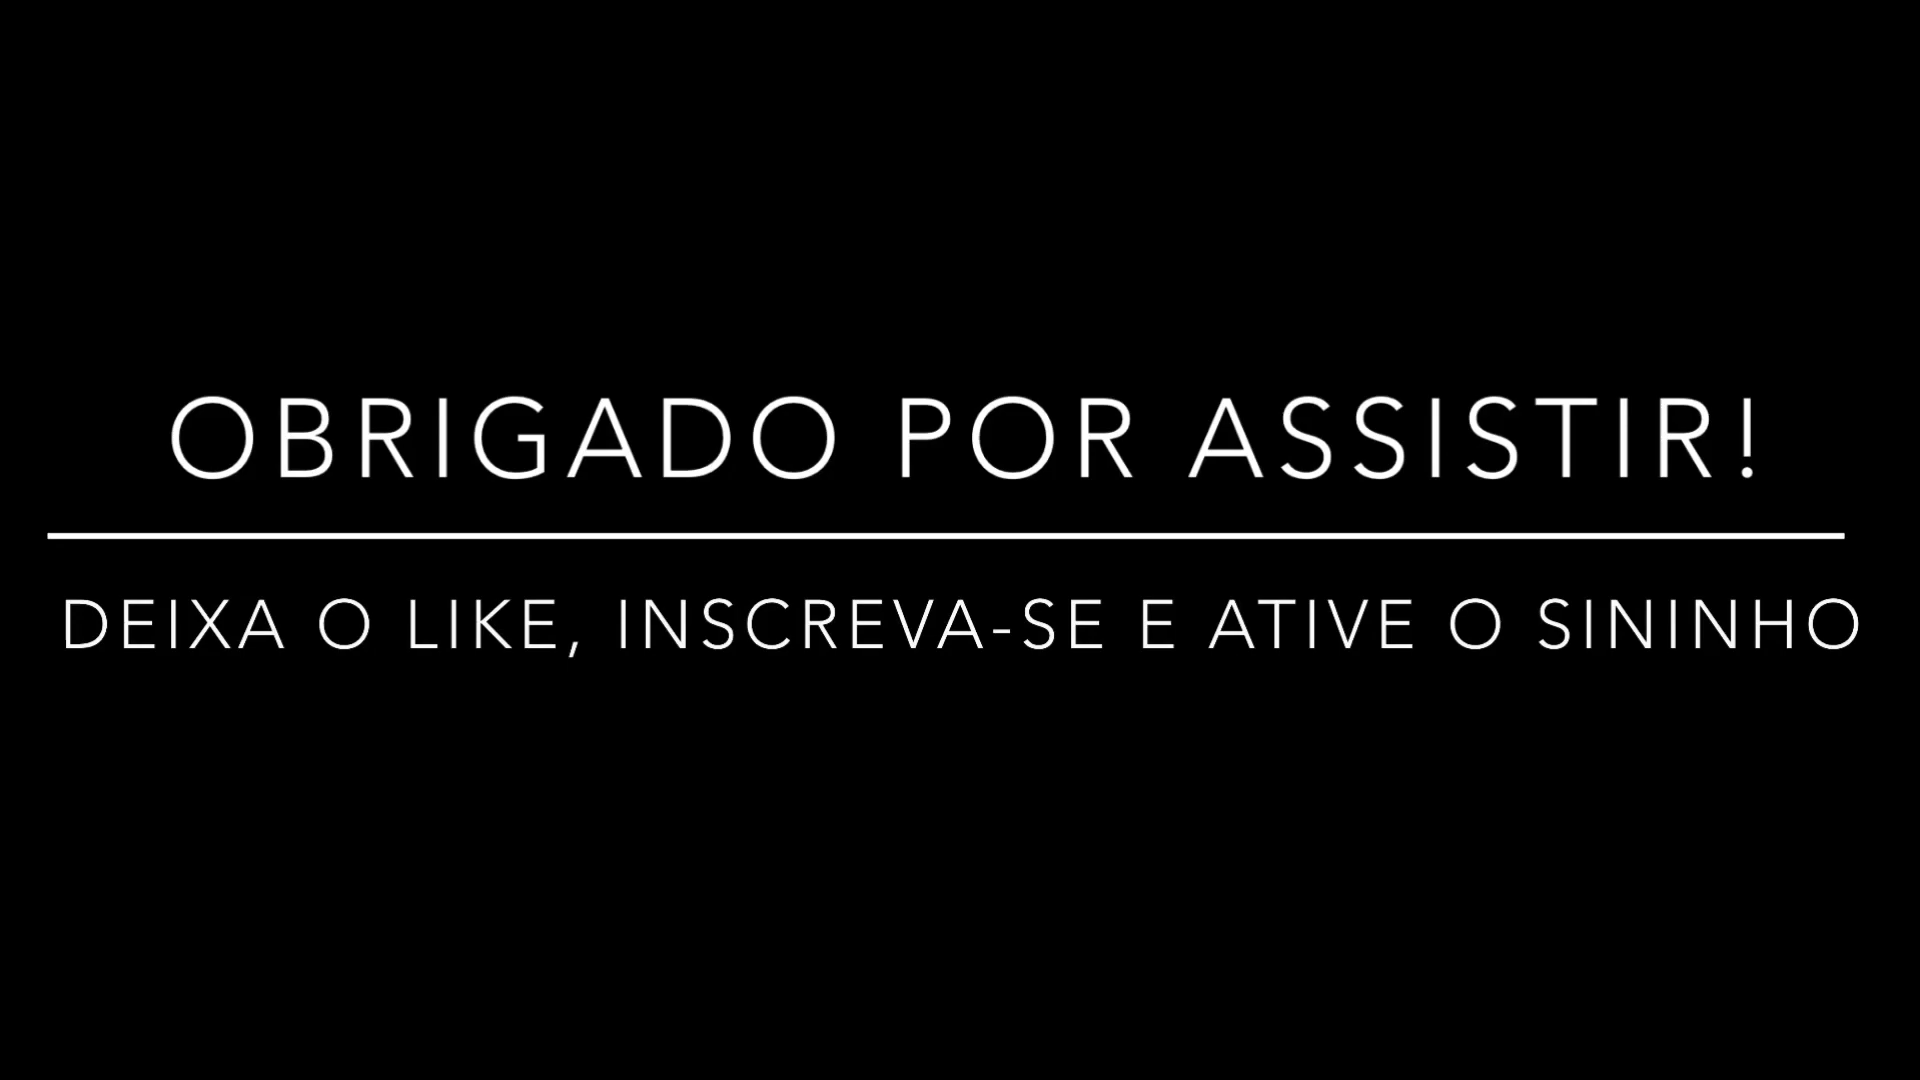 OBRIGADO POR ASSISTIR!
DEIXA O LIKE, INSCREVA-SE E ATIVE O SININHO